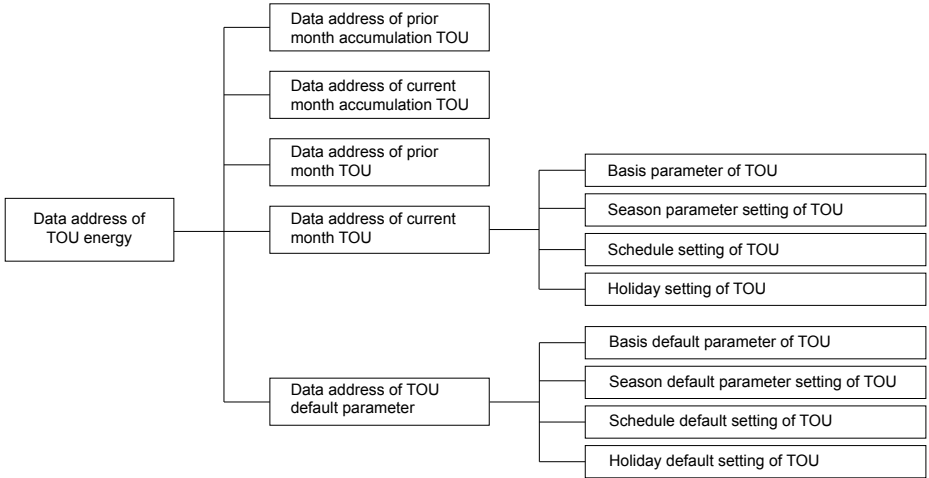 Data address of
TOU energy
Data address of prior
month accumulation TOU
Data address of current
month accumulation TOU
Data address of prior
month TOU
Data address of current
month TOU
Basis parameter of TOU
Season parameter setting of TOU
Schedule setting of TOU
Holiday setting of TOU
Data address of TOU
default parameter
Basis default parameter of TOU
Season default parameter setting of TOU
Schedule default setting of TOU
Holiday default setting of TOU